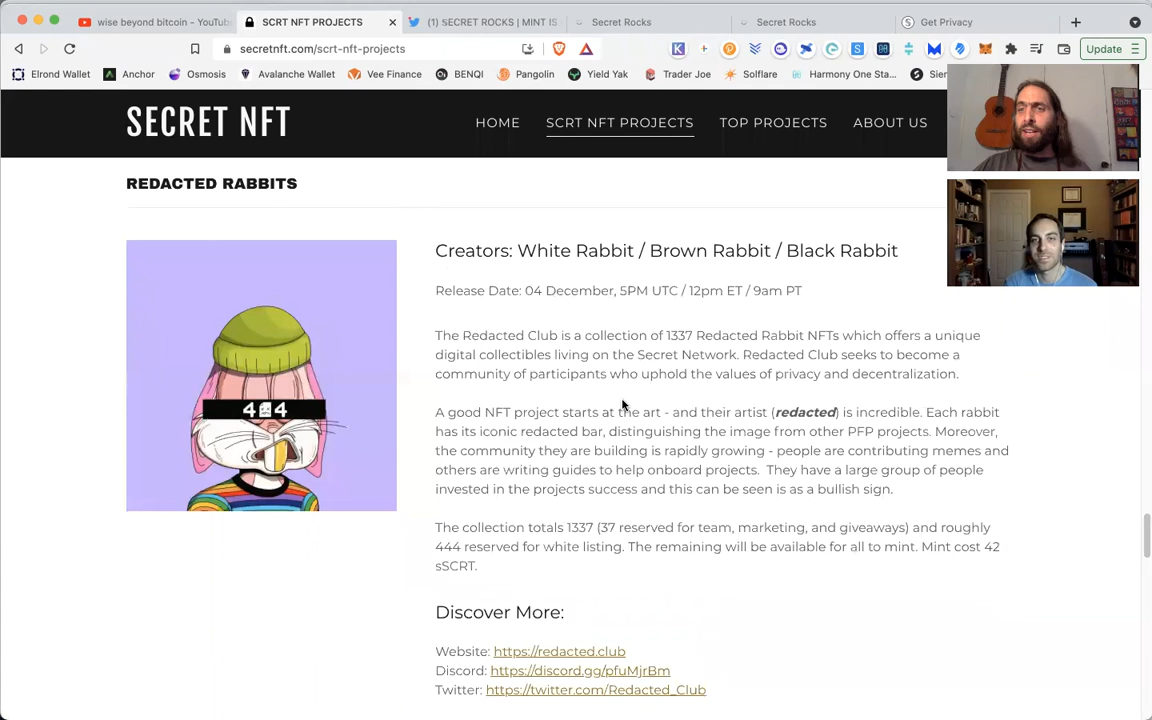 wise beyond bitcoin - YouTub
SCRT NFT PROJECTS
(1) SECRET ROCKS | MINT IS
Secret Rocks
Secret Rocks
Get Privacy
secretnft.com/scrt-nft-projects
Update
Elrond Wallet
Anchor
Osmosis
Avalanche Wallet
Vee Finance
BENQI
Pangolin
Yield Yak
Trader Joe
Solflare
Harmony One Sta...
Sien
SECRET NFT
HOME
SCRT NFT PROJECTS
TOP PROJECTS
ABOUT US
REDACTED RABBITS
4 4
Creators: White Rabbit / Brown Rabbit / Black Rabbit
Release Date: 04 December, 5PM UTC / 12pm ET / 9am PT
The Redacted Club is a collection of 1337 Redacted Rabbit NFTs which offers a unique
digital collectibles living on the Secret Network. Redacted Club seeks to become a
community of participants who uphold the values of privacy and decentralization.
A good NFT project starts at the art - and their artist (redacted) is incredible. Each rabbit
has its iconic redacted bar, distinguishing the image from other PFP projects. Moreover,
the community they are building is rapidly growing - people are contributing memes and
others are writing guides to help onboard projects. They have a large group of people
invested in the projects success and this can be seen is as a bullish sign.
The collection totals 1337 (37 reserved for team, marketing, and giveaways) and roughly
444 reserved for white listing. The remaining will be available for all to mint. Mint cost 42
sSCRT.
Discover More:
Website: https://redacted.club
Discord: https://discord.gg/pfuMjrBm
Twitter: https://twitter.com/Redacted_Club